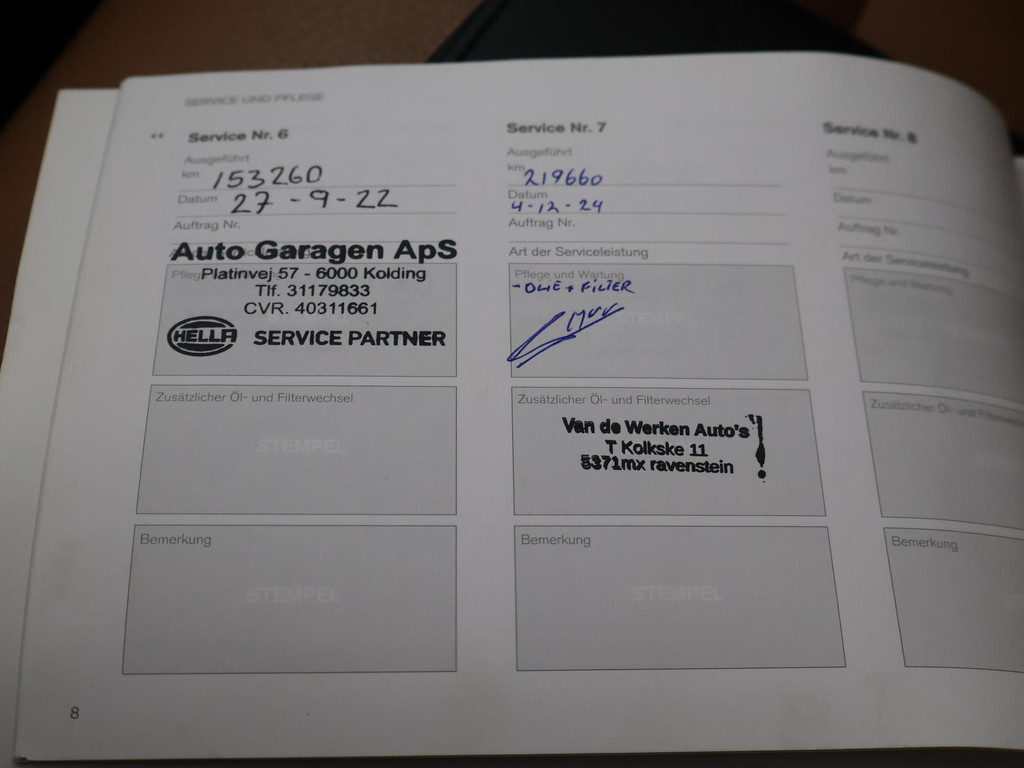 SERVICE UND PFLEGE
‹‹ Service Nr. 6
Ausgeführt
km 153260
Datum 27 - 9 - 22
Auftrag Nr.
Auto Garagen ApS
Platinvej 57 - 6000 Kolding
Tlf. 31179833
CVR. 40311661
HELLA SERVICE PARTNER
Zusätzlicher Öl- und Filterwechsel
STEMPEL
Bemerkung
STEMPEL
Service Nr. 7
Ausgeführt
km 219660
Datum
4-12-24
Auftrag Nr.
Art der Serviceleistung
Pflege und Wartung
- OLIE + FILTER
STEMPEL
Zusätzlicher Öl- und Filterwechsel
Van de Werken Auto's !
T Kolkske 11
5371mx ravenstein
Bemerkung
STEMPEL
Service Nr. 8
Ausgeführt
km
Datum
Auftrag Nr.
Art der Serviceleistung
Pflege und Wartung
Zusätzlicher Öl- und
Bemerkung
8